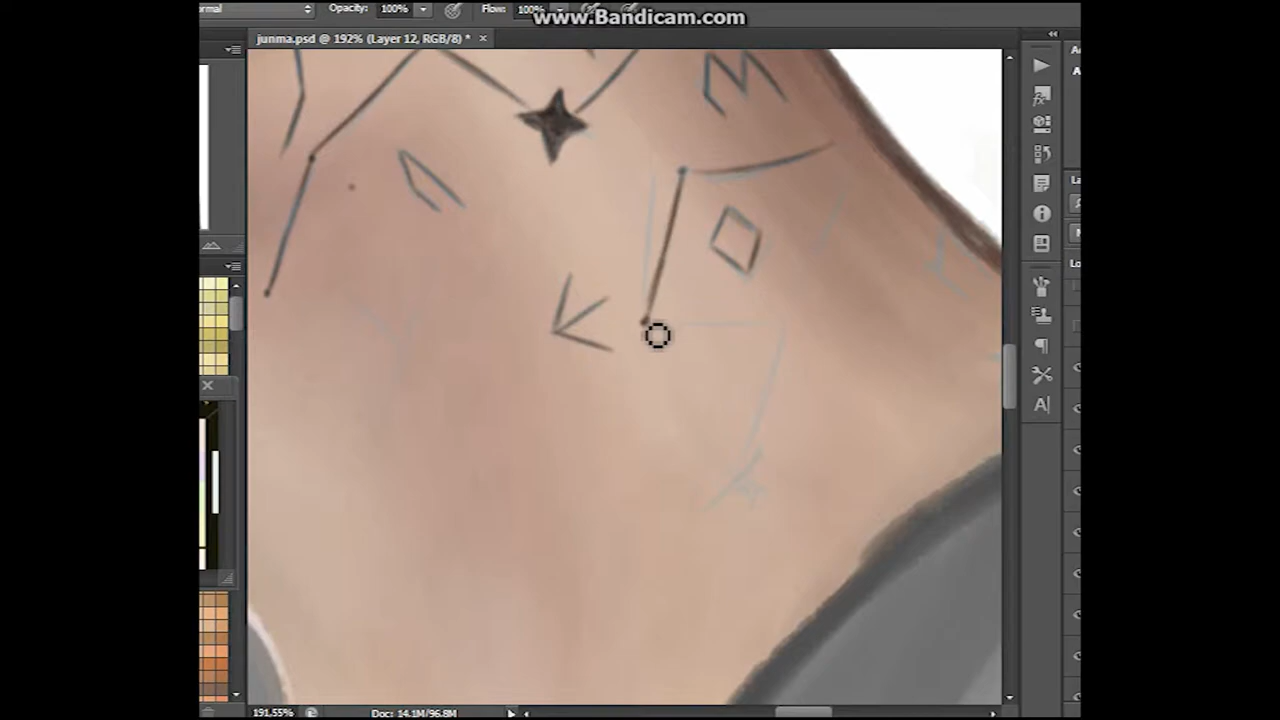 www.Bandicam.com
Opacity: 100% Flow: 100%
junma.psd @ 192% (Layer 12, RGB/8) * ×
191.55% Doc: 14.1M/96.8M